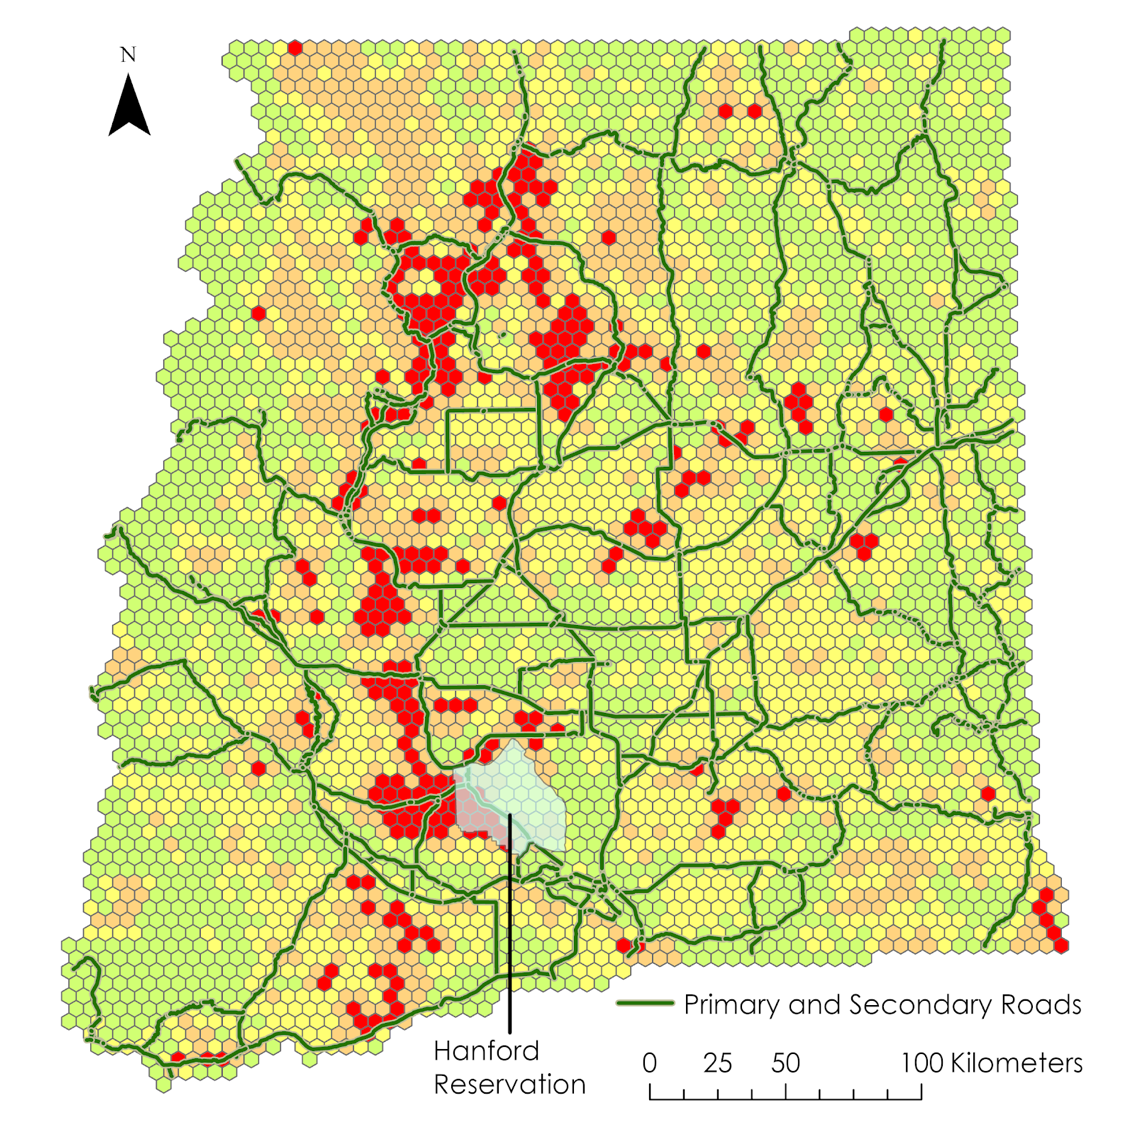 N
Primary and Secondary Roads
Hanford
Reservation
0 25 50 100 Kilometers